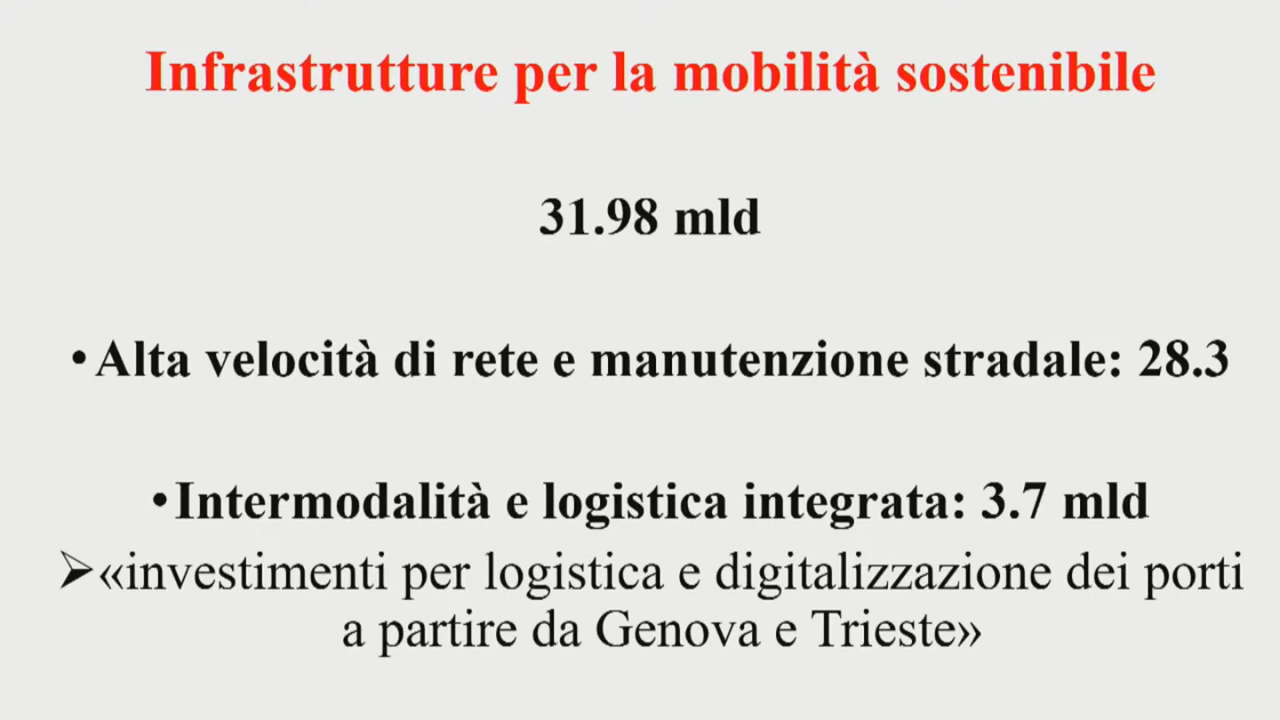 Infrastrutture per la mobilità sostenibile
31.98 mld
•Alta velocità di rete e manutenzione stradale: 28.3
•Intermodalità e logistica integrata: 3.7 mld
➢«investimenti per logistica e digitalizzazione dei porti
a partire da Genova e Trieste»